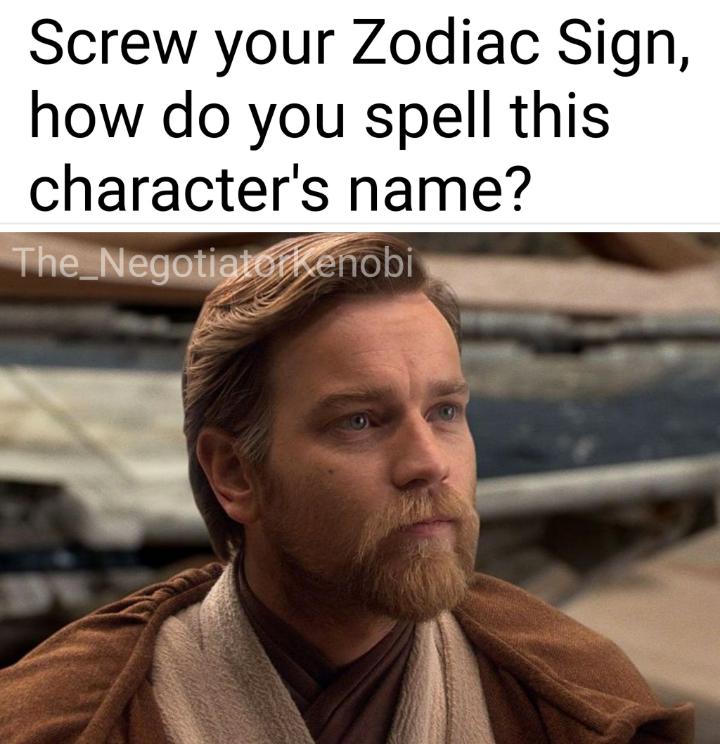 Screw your Zodiac Sign,
how do you spell this
character's name?
The_NegotiatorKenobi